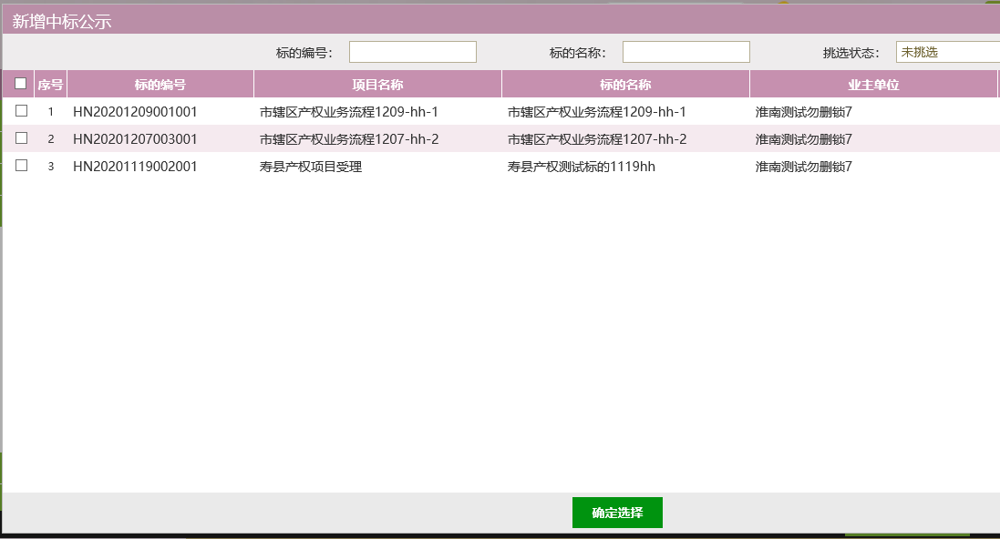 新增中标公示
标的编号： 标的名称： 挑选状态： 未挑选
序号 标的编号 项目名称 标的名称 业主单位
1 HN20201209001001 市辖区产权业务流程1209-hh-1 市辖区产权业务流程1209-hh-1 淮南测试勿删锁7
2 HN20201207003001 市辖区产权业务流程1207-hh-2 市辖区产权业务流程1207-hh-2 淮南测试勿删锁7
3 HN20201119002001 寿县产权项目受理 寿县产权测试标的1119hh 淮南测试勿删锁7
确定选择